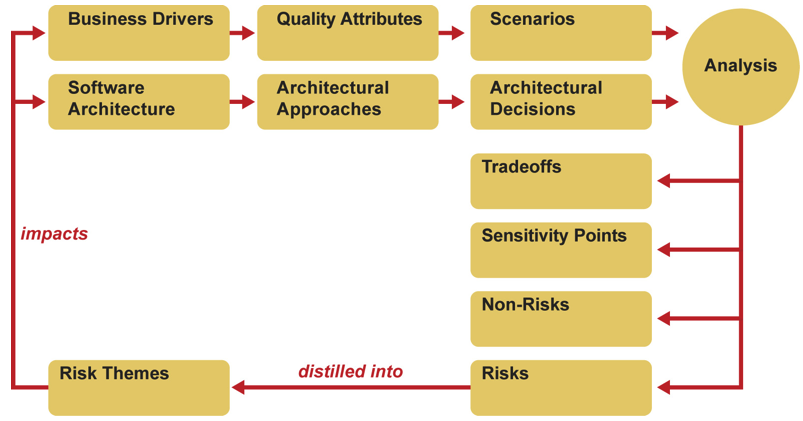 Business Drivers
Quality Attributes
Scenarios
Analysis
Software
Architecture
Architectural
Approaches
Architectural
Decisions
Tradeoffs
impacts
Sensitivity Points
Non-Risks
Risk Themes
distilled into
Risks